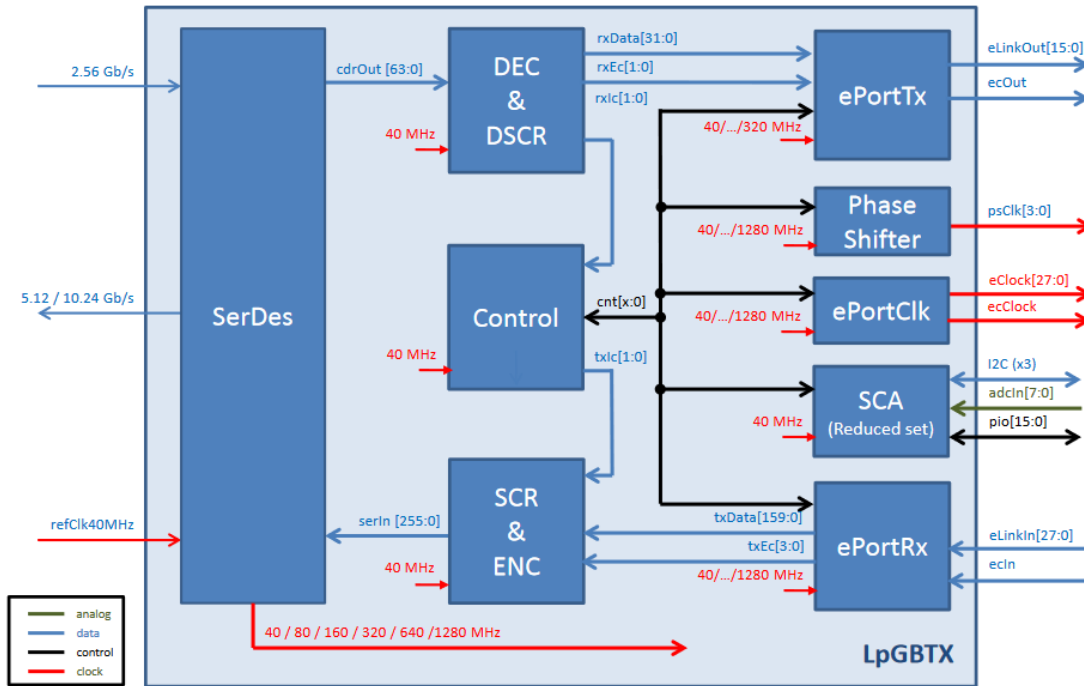 2.56 Gb/s
5.12 / 10.24 Gb/s
refClk40MHz
SerDes
cdrOut [63:0]
40 MHz
DEC
&
DSCR
rxData[31:0]
rxEc[1:0]
rxIc[1:0]
40/.../320 MHz
ePortTx
eLinkOut[15:0]
ecOut
40/.../1280 MHz
Phase
Shifter
psClk[3:0]
40 MHz
Control
cnt[x:0]
txIc[1:0]
40/.../1280 MHz
ePortClk
eClock[27:0]
ecClock
40 MHz
SCA
(Reduced set)
I2C (x3)
adcIn[7:0]
pio[15:0]
serIn [255:0]
40 MHz
SCR
&
ENC
txData[159:0]
txEc[3:0]
40/.../1280 MHz
ePortRx
eLinkIn[27:0]
ecIn
40 / 80 / 160 / 320 / 640 /1280 MHz
LpGBTX
analog
data
control
clock